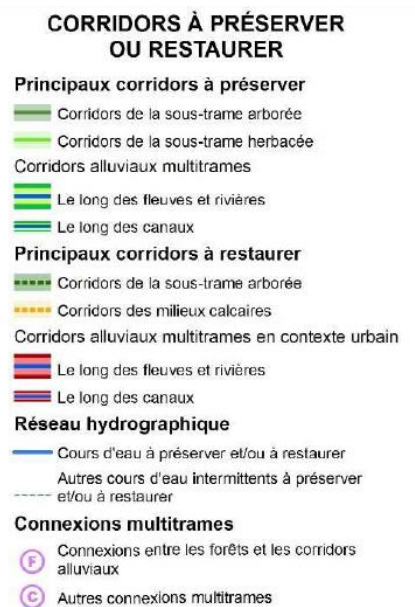 CORRIDORS À PRÉSERVER
OU RESTAURER
Principaux corridors à préserver
Corridors de la sous-trame arborée
Corridors de la sous-trame herbacée
Corridors alluviaux multitrames
Le long des fleuves et rivières
Le long des canaux
Principaux corridors à restaurer
Corridors de la sous-trame arborée
Corridors des milieux calcaires
Corridors alluviaux multitrames en contexte urbain
Le long des fleuves et rivières
Le long des canaux
Réseau hydrographique
Cours d'eau à préserver et/ou à restaurer
Autres cours d'eau intermittents à préserver
et/ou à restaurer
Connexions multitrames
F Connexions entre les forêts et les corridors
alluviaux
C Autres connexions multitrames